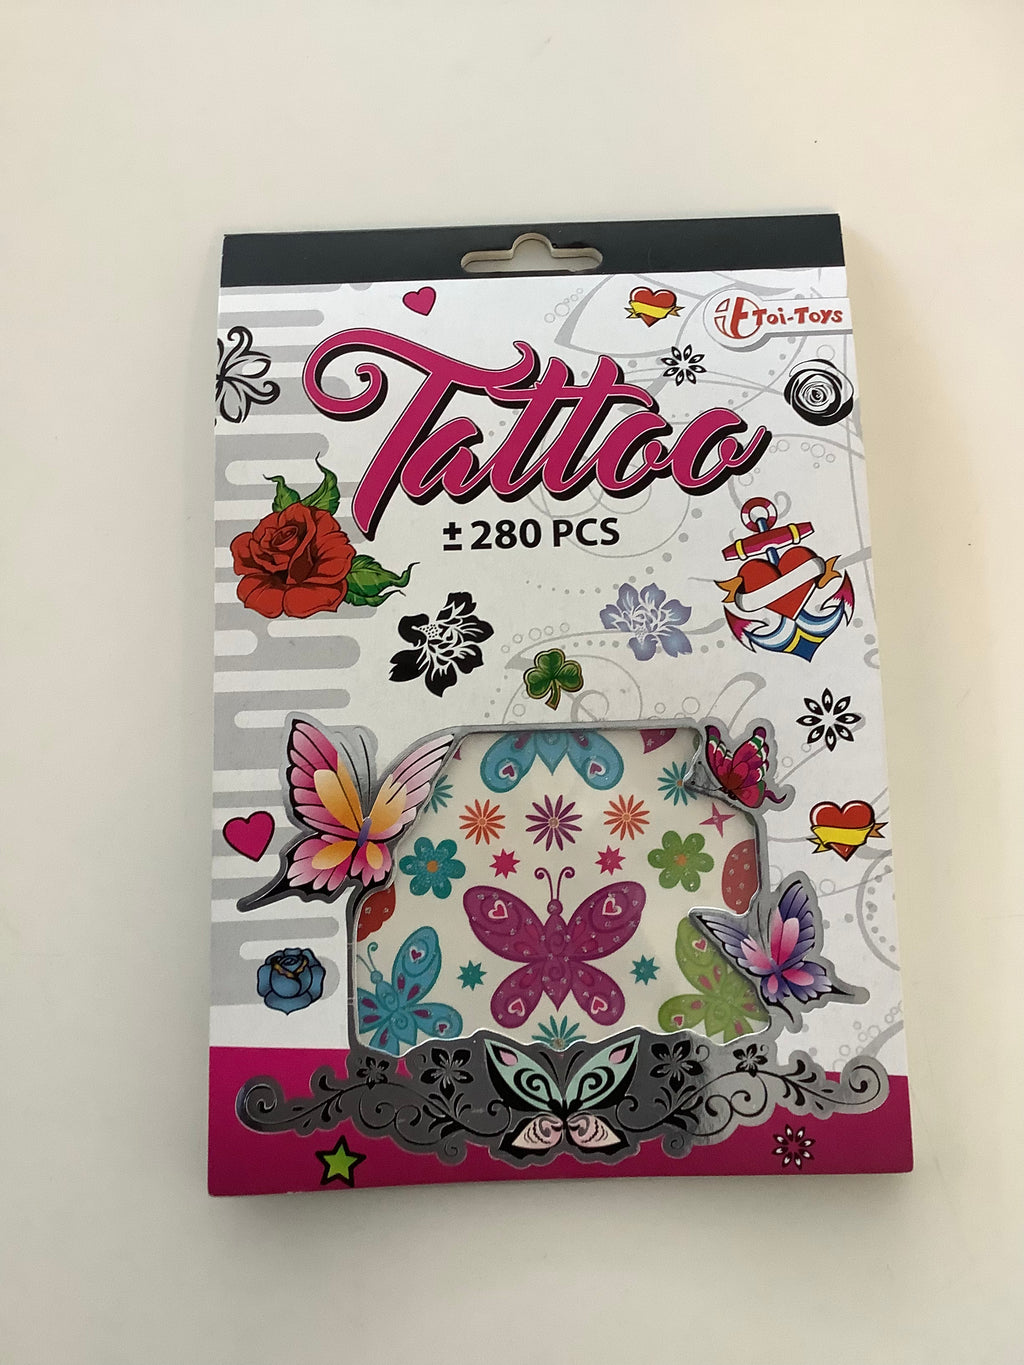 Toi-Toys
Tattoo
± 280 PCS